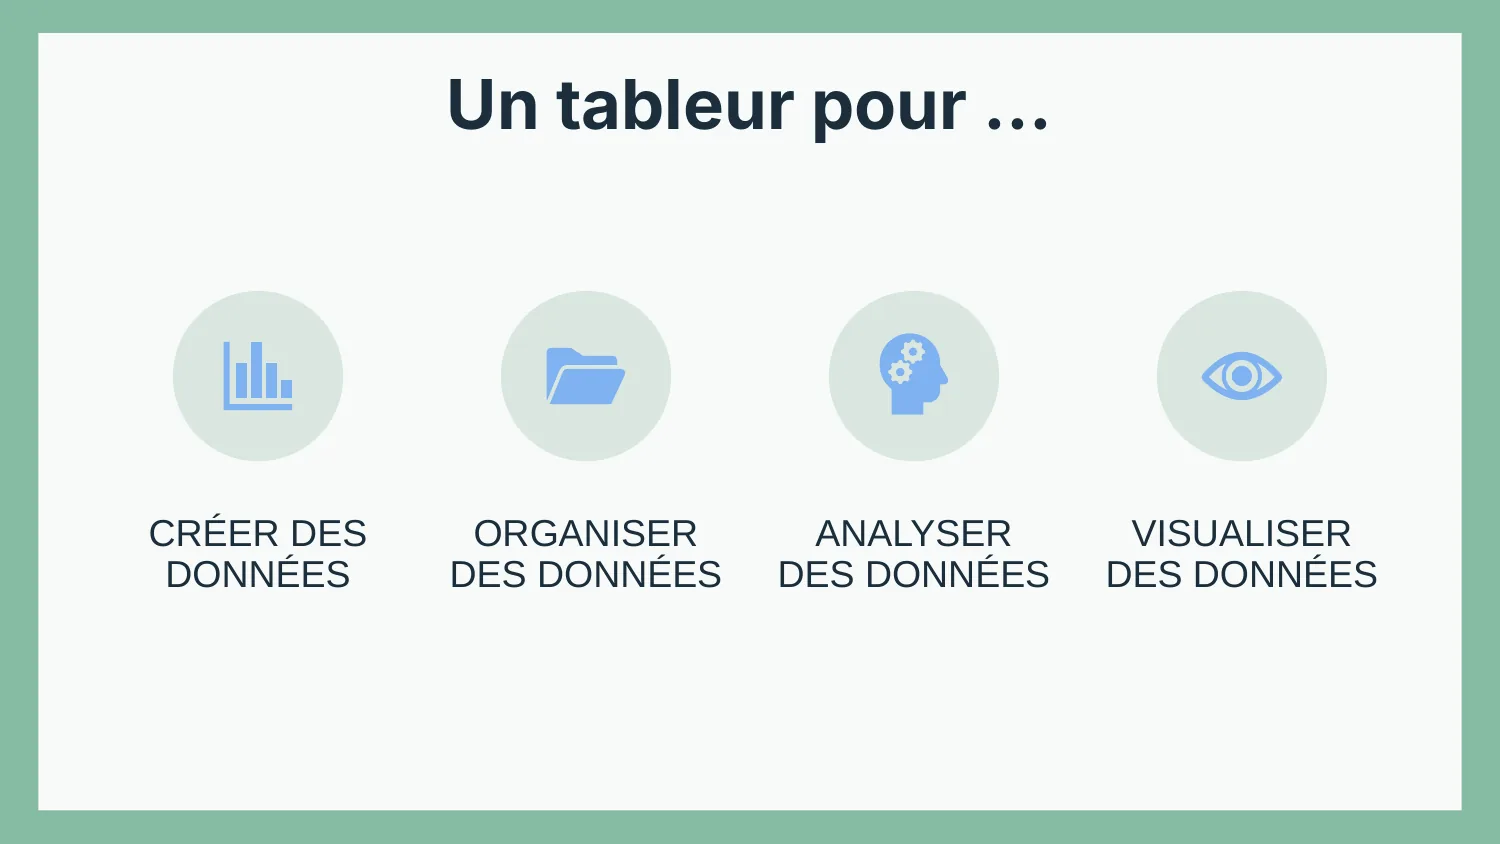 Un tableur pour ...
CRÉER DES
DONNÉES
ORGANISER
DES DONNÉES
ANALYSER
DES DONNÉES
VISUALISER
DES DONNÉES